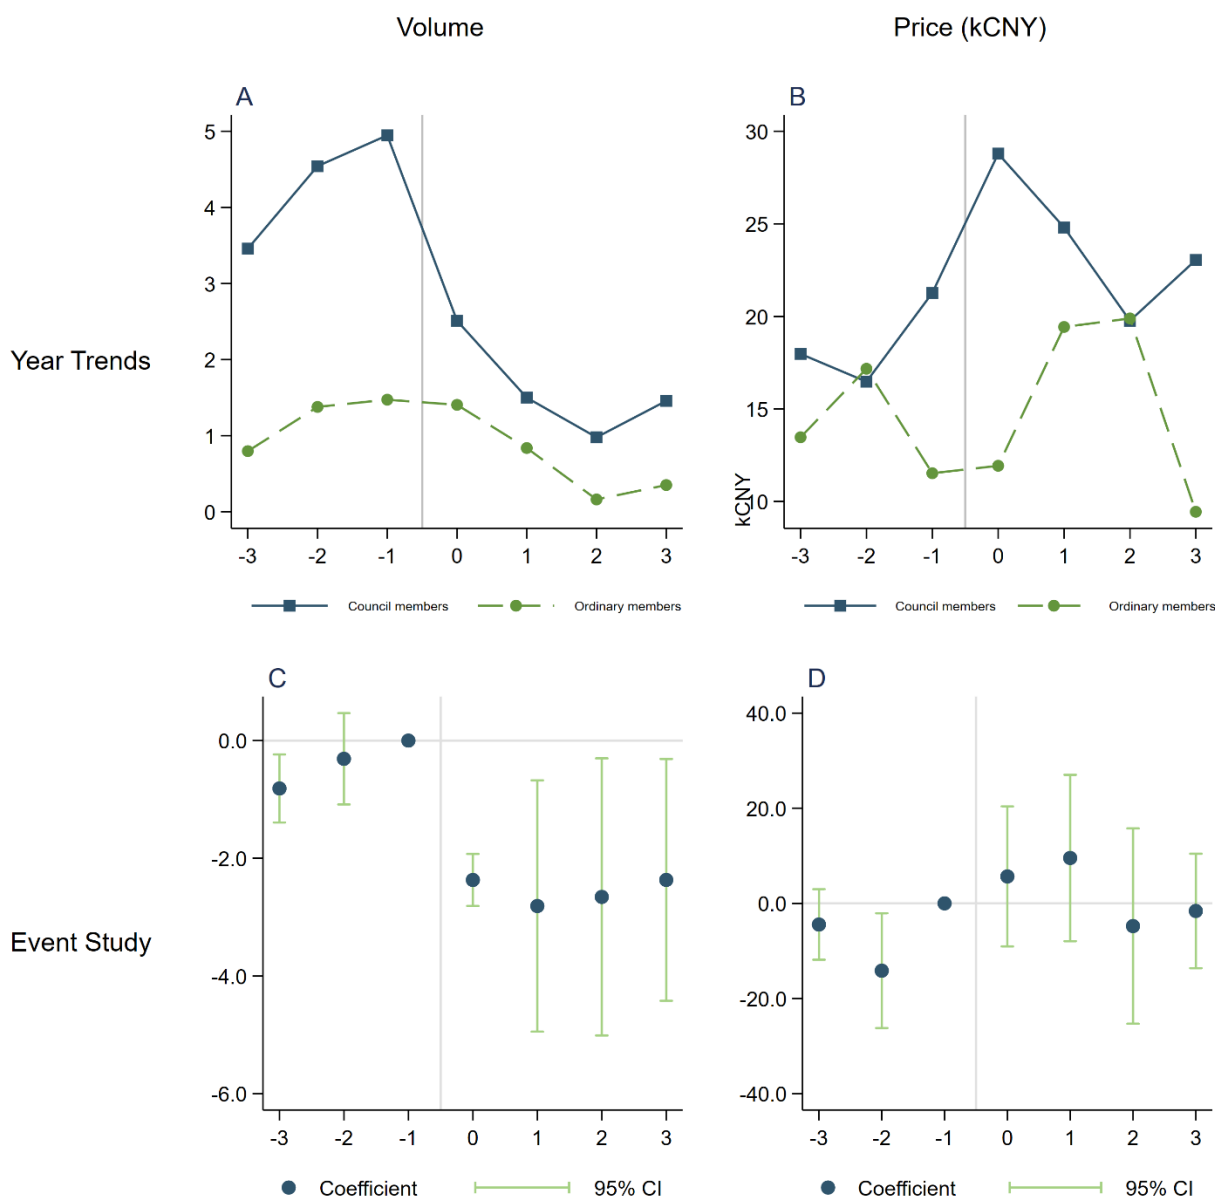 Volume
Price (kCNY)
Year Trends
A
5
4
3
2
1
0
-3 -2 -1 0 1 2 3
Council members Ordinary members
B
30
25
20
15
10
kCNY
-3 -2 -1 0 1 2 3
Council members Ordinary members
Event Study
C
0.0
-2.0
-4.0
-6.0
-3 -2 -1 0 1 2 3
Coefficient 95% CI
D
40.0
20.0
0.0
-20.0
-40.0
-3 -2 -1 0 1 2 3
Coefficient 95% CI